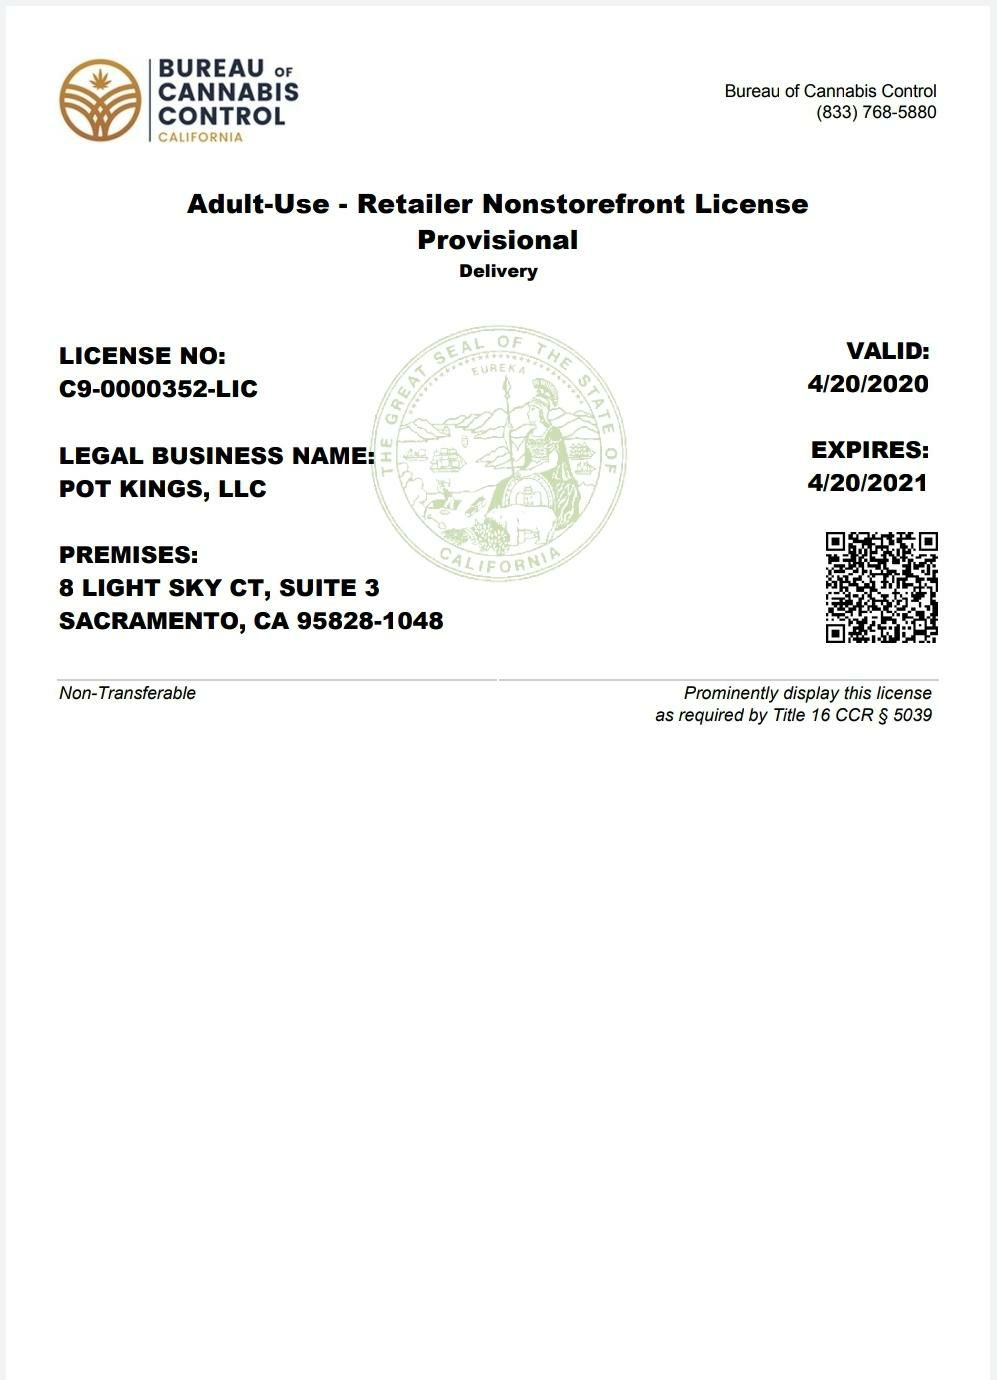 BUREAU OF
CANNABIS
CONTROL
CALIFORNIA
Bureau of Cannabis Control
(833) 768-5880
Adult-Use - Retailer Nonstorefront License
Provisional
Delivery
LICENSE NO:
C9-0000352-LIC
VALID:
4/20/2020
LEGAL BUSINESS NAME:
POT KINGS, LLC
EXPIRES:
4/20/2021
THE GREAT SEAL OF THE STATE OF CALIFORNIA
EUREKA
PREMISES:
8 LIGHT SKY CT, SUITE 3
SACRAMENTO, CA 95828-1048
Non-Transferable
Prominently display this license
as required by Title 16 CCR § 5039